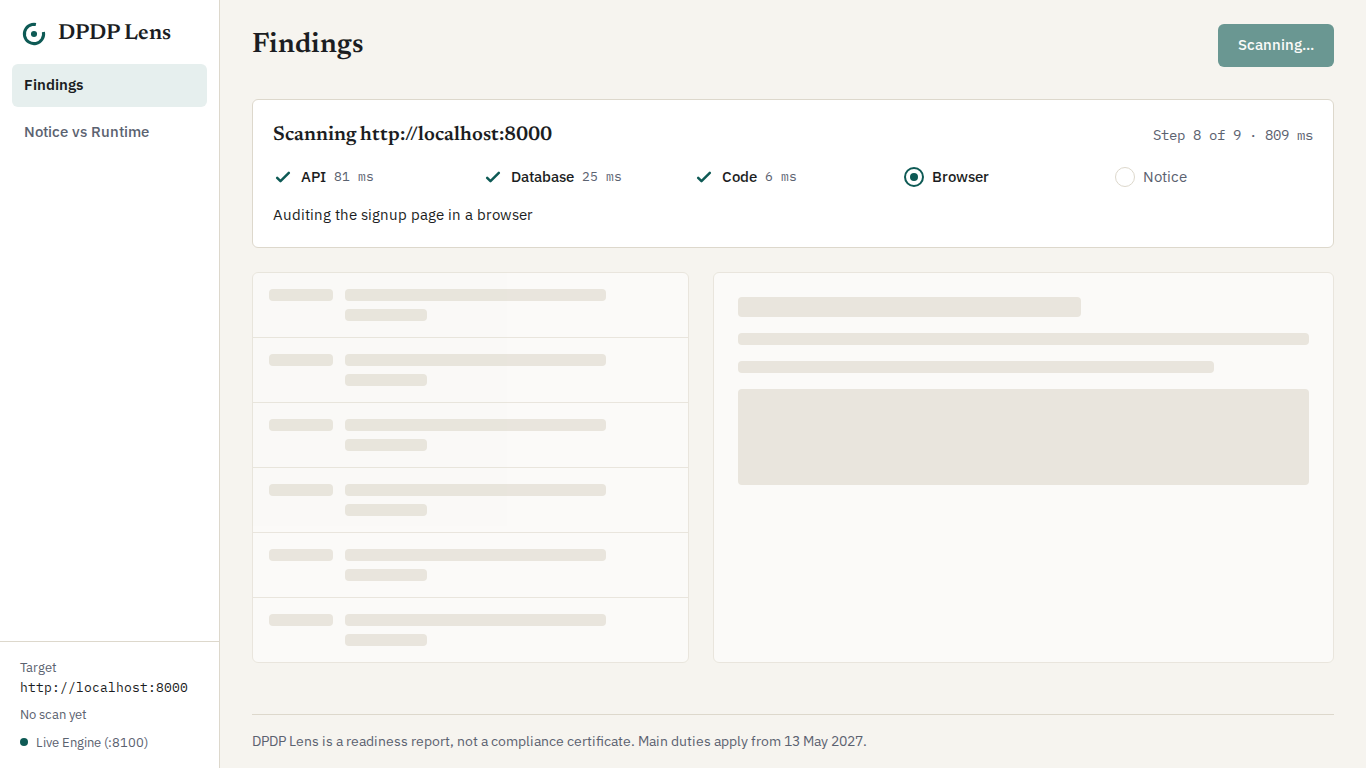 DPDP Lens
Findings
Notice vs Runtime
Target
http://localhost:8000
No scan yet
Live Engine (:8100)
Findings
Scanning...
Scanning http://localhost:8000
Step 8 of 9 · 809 ms
API 81 ms
Database 25 ms
Code 6 ms
Browser
Notice
Auditing the signup page in a browser
DPDP Lens is a readiness report, not a compliance certificate. Main duties apply from 13 May 2027.